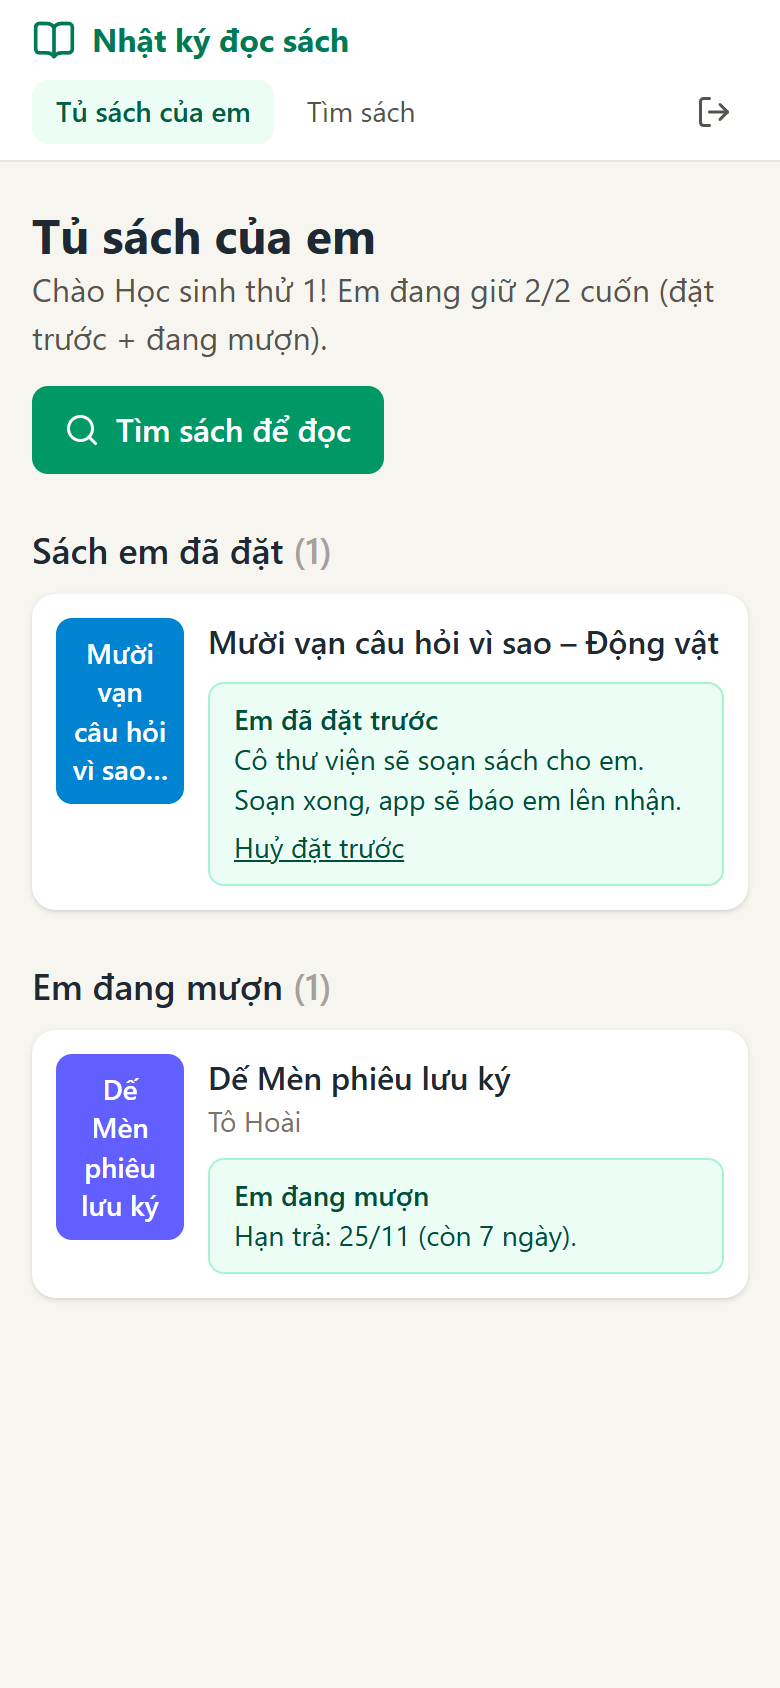 Nhật ký đọc sách
Tủ sách của em
Tìm sách
Tủ sách của em
Chào Học sinh thử 1! Em đang giữ 2/2 cuốn (đặt
trước + đang mượn).
Tìm sách để đọc
Sách em đã đặt (1)
Mười
vạn
câu hỏi
vì sao...
Mười vạn câu hỏi vì sao – Động vật
Em đã đặt trước
Cô thư viện sẽ soạn sách cho em.
Soạn xong, app sẽ báo em lên nhận.
Huỷ đặt trước
Em đang mượn (1)
Dế
Mèn
phiêu
lưu ký
Dế Mèn phiêu lưu ký
Tô Hoài
Em đang mượn
Hạn trả: 25/11 (còn 7 ngày).